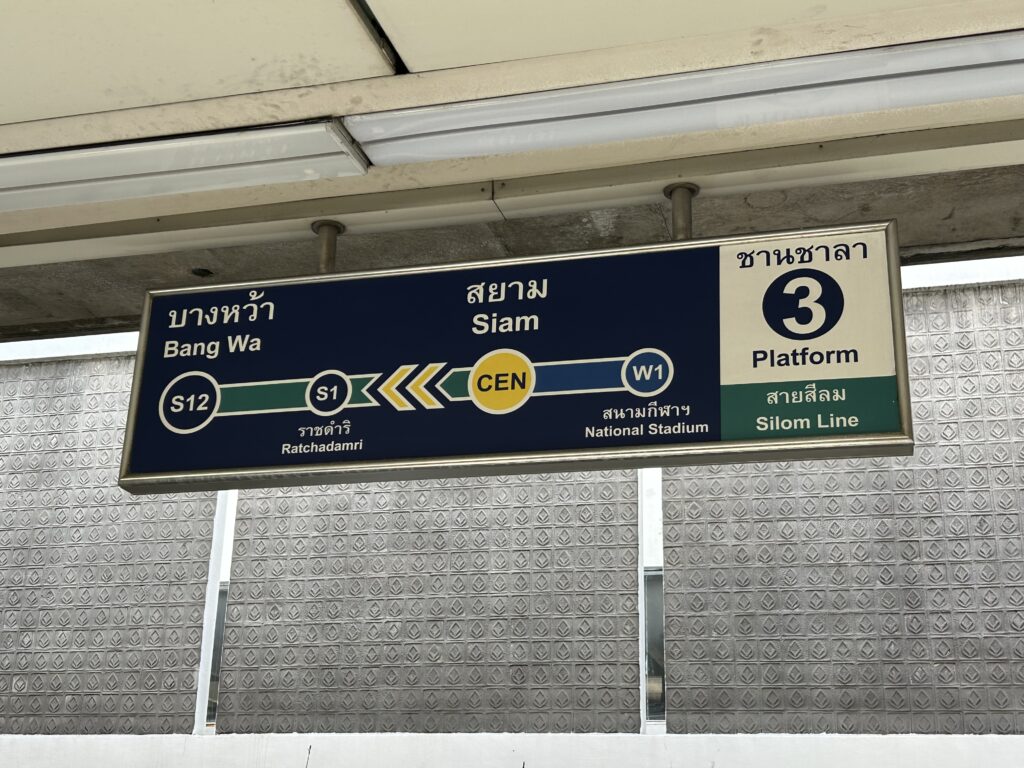 บางหว้า
Bang Wa
สยาม
Siam
S12
S1
CEN
W1
ราชดำริ
Ratchadamri
สนามกีฬาฯ
National Stadium
ชานชาลา
3
Platform
สายสีลม
Silom Line